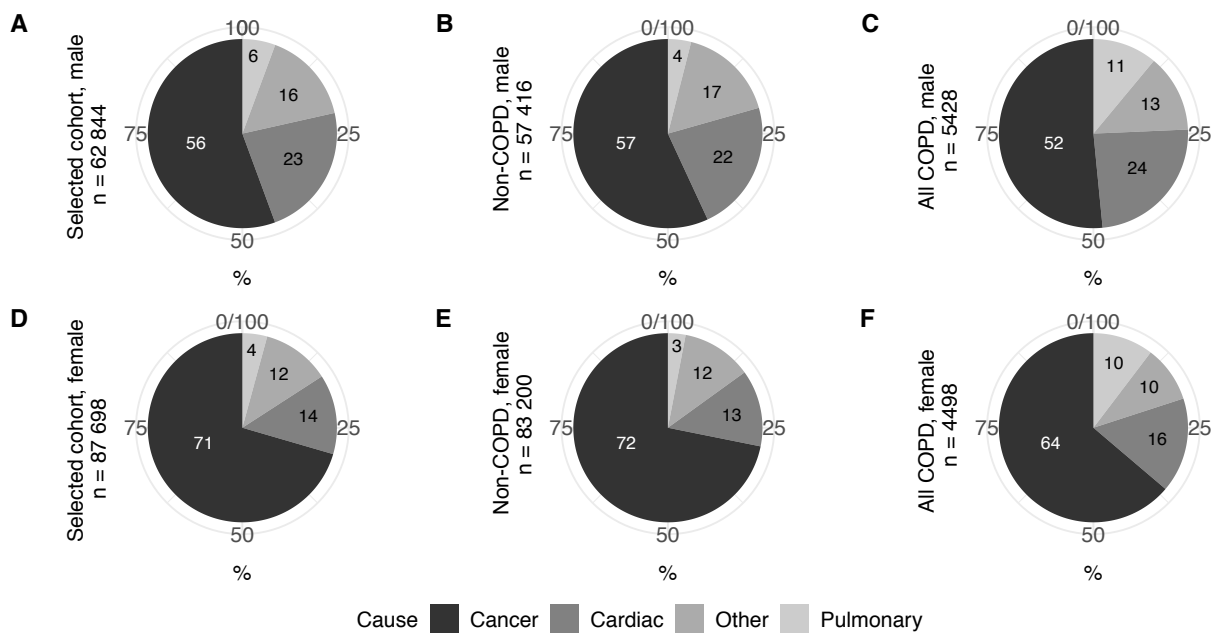 A
Selected cohort, male
n = 62 844
100
6
16
23
56
25
50
75
%
B
Non-COPD, male
n = 57 416
0/100
4
17
22
57
25
50
75
%
C
All COPD, male
n = 5428
0/100
11
13
24
52
25
50
75
%
D
Selected cohort, female
n = 87 698
0/100
4
12
14
71
25
50
75
%
E
Non-COPD, female
n = 83 200
0/100
3
12
13
72
25
50
75
%
F
All COPD, female
n = 4498
0/100
10
10
16
64
25
50
75
%
Cause Cancer Cardiac Other Pulmonary